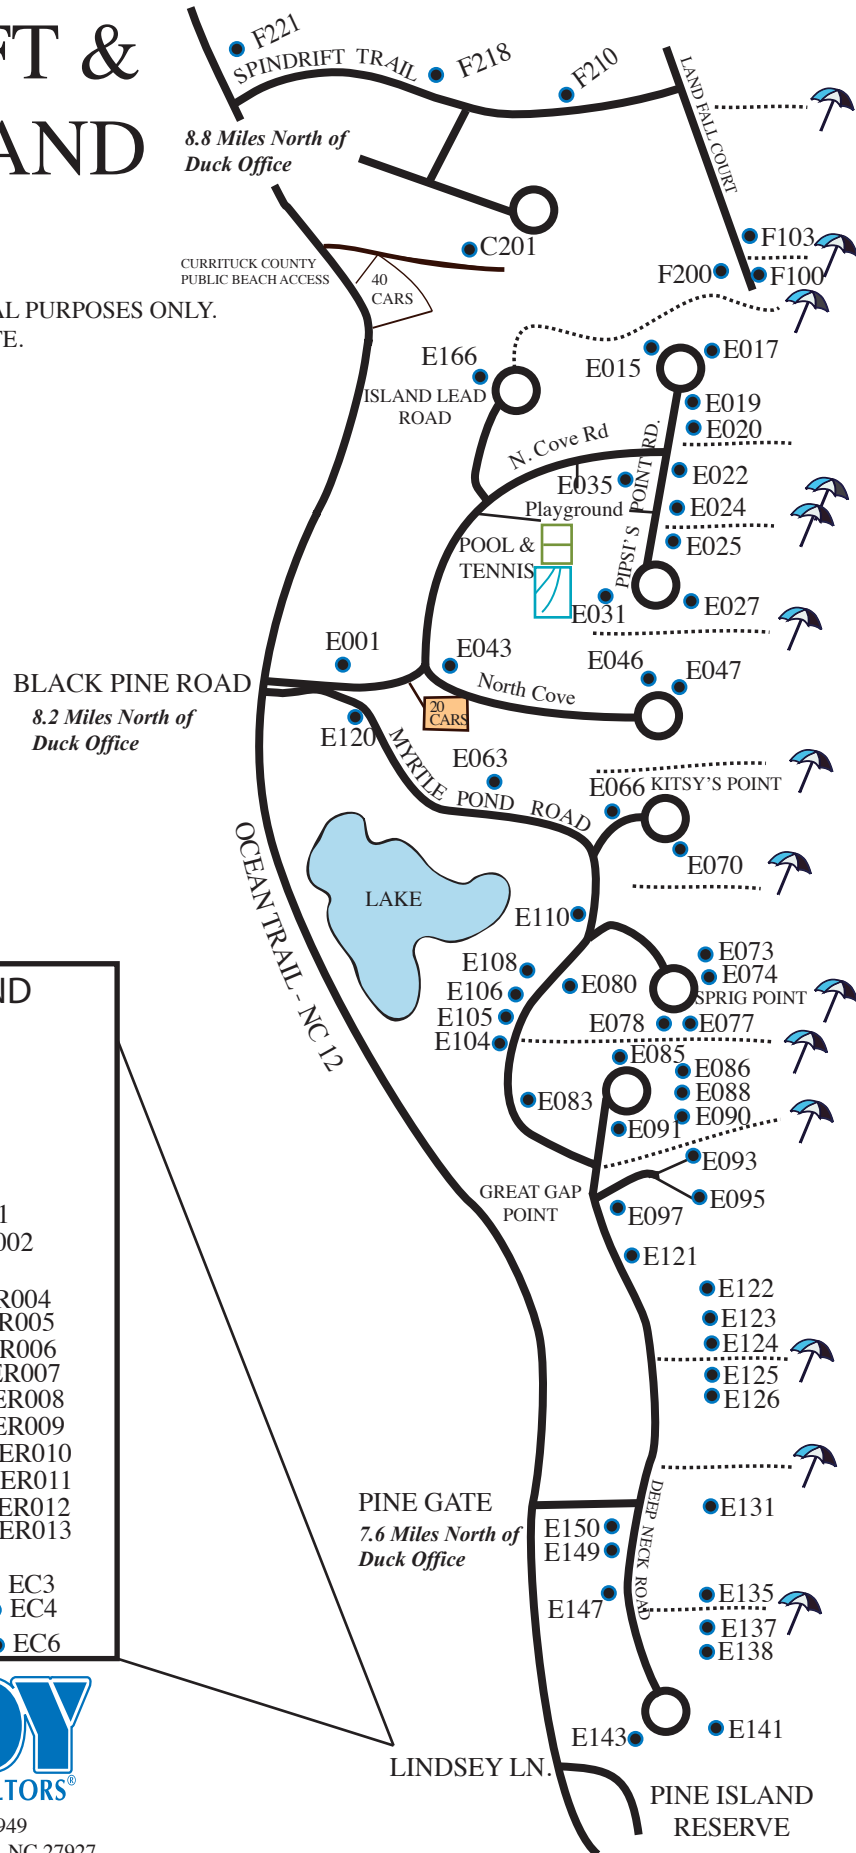 FT &
AND
F221
SPINDRIFT TRAIL
F218
F210
LAND FALL COURT
8.8 Miles North of
Duck Office
C201
F103
F200
F100
CURRITUCK COUNTY
PUBLIC BEACH ACCESS
40
CARS
AL PURPOSES ONLY.
TE.
E166
ISLAND LEAD
ROAD
E015
E017
E019
E020
N. Cove Rd
PIPSI'S POINT RD.
E022
E035
Playground
E024
POOL &
TENNIS
E025
E031
E027
E001
E043
E046
E047
BLACK PINE ROAD
8.2 Miles North of
Duck Office
North Cove
20
CARS
E120
MYRTLE POND ROAD
E063
E066
KITSY'S POINT
E070
OCEAN TRAIL - NC 12
LAKE
E110
E108
E106
E105
E104
E080
E073
E074
SPRIG POINT
E078
E077
E085
E086
E088
E090
E083
E091
E093
E095
GREAT GAP
POINT
E097
E121
E122
E123
E124
E125
E126
PINE GATE
7.6 Miles North of
Duck Office
E150
E149
E147
DEEP NECK ROAD
E131
E135
E137
E138
E143
E141
LINDSEY LN.
PINE ISLAND
RESERVE
ND
1
002
R004
R005
R006
ER007
ER008
ER009
ER010
ER011
ER012
ER013
EC3
EC4
EC6
OY
LTORS®
949
, NC 27927